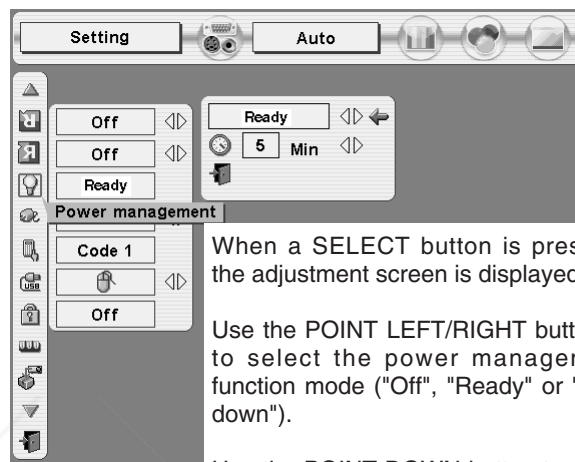 Setting
Auto
Off
Off
Ready
Power management
Code 1
Off
Ready
5 Min
USB
When a SELECT button is pres
the adjustment screen is displayed
Use the POINT LEFT/RIGHT butt
to select the power manager
function mode ("Off", "Ready" or "
down").